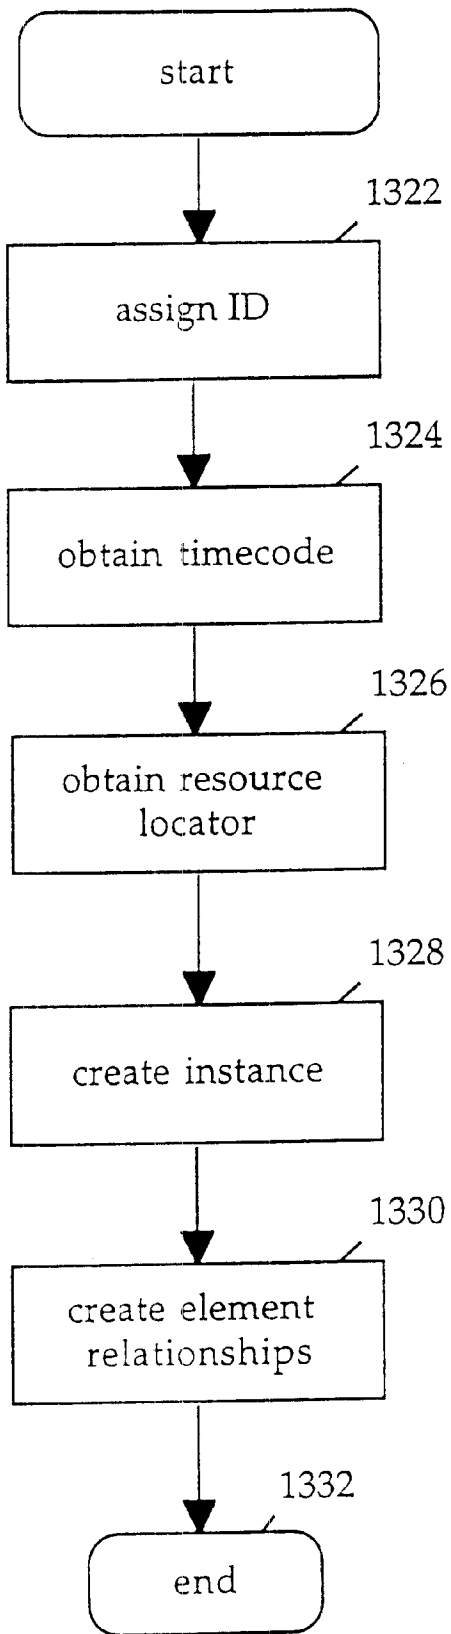 start
1322
assign ID
1324
obtain timecode
1326
obtain resource
locator
1328
create instance
1330
create element
relationships
1332
end